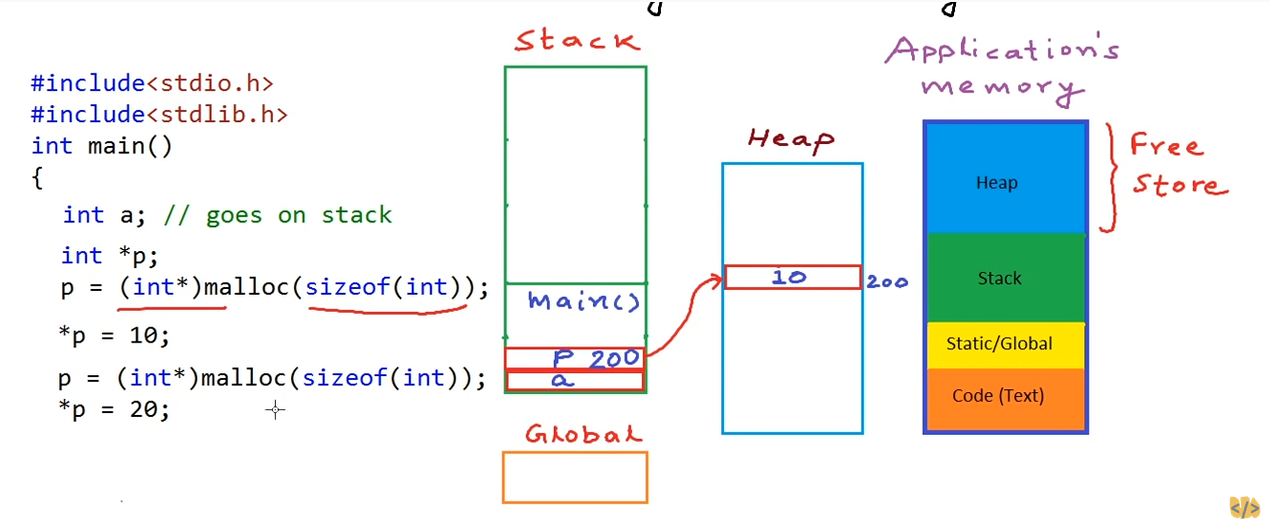 #include<stdio.h>
#include<stdlib.h>
int main()
{
int a; // goes on stack
int *p;
p = (int*)malloc(sizeof(int));
*p = 10;
p = (int*)malloc(sizeof(int));
*p = 20;
Stack
main()
P 200
a
Global
Heap
10
200
Application's
memory
Heap
Stack
Static/Global
Code (Text)
Free
Store
</>